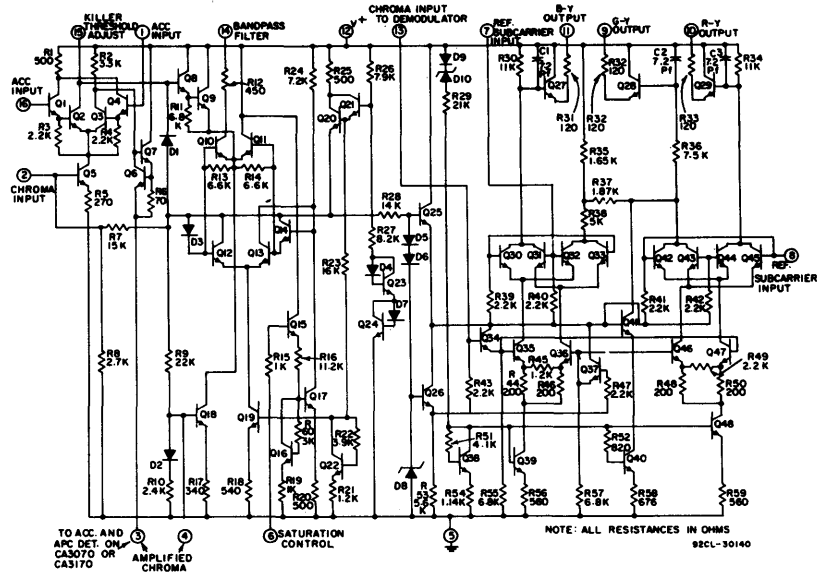 KILLER
THRESHOLD
ADJUST
15
1
ACC
INPUT
14
BANDPASS
FILTER
12
V+
CHROMA INPUT
TO DEMODULATOR
13
7
REF.
SUBCARRIER
INPUT
B-Y
OUTPUT
11
9
G-Y
OUTPUT
10
R-Y
OUTPUT
R1
500
R2
3.3K
ACC
INPUT
16
Q1
Q2
Q3
Q4
R3
2.2K
R4
2.2K
Q7
Q8
Q9
R11
6.8
K
R12
450
D1
Q10
Q11
R13
6.6K
R14
6.6K
R24
7.2K
R25
500
R26
7.9K
Q20
Q21
D9
D10
R29
21K
R30
11K
C1
7.2
Pf
Q27
R31
120
R32
120
R32
120
Q28
C2
7.2
Pf
R33
120
C3
7.2
Pf
Q29
R34
11K
R35
1.65K
R36
7.5K
R37
1.87K
R38
5K
2
CHROMA
INPUT
Q5
R5
270
Q6
R6
70
R7
15K
D3
Q12
Q13
Q14
R28
14K
Q25
D5
D6
R27
8.2K
R23
16K
D4
Q23
D7
Q24
Q30
Q31
Q32
Q33
R39
2.2K
R40
2.2K
Q42
Q43
Q44
Q45
8
REF.
SUBCARRIER
INPUT
R41
2.2K
R42
2.2K
R8
2.7K
R9
22K
Q15
R15
1K
R16
11.2K
Q17
Q18
Q19
R
60
3K
Q16
R22
3.9K
Q22
Q26
Q34
Q35
R45
1.2K
Q36
Q37
R43
2.2K
R
44
200
R46
200
R47
2.2K
Q46
Q47
R48
200
R49
2.2K
R50
200
Q48
D2
R10
2.4K
R17
340
R18
540
R19
1K
R20
500
R21
1.2K
D8
R
53
5.6
K
R51
4.1K
Q38
R54
1.14K
R55
6.8K
Q39
R56
560
R57
6.8K
R52
820
Q40
R58
676
R59
560
TO ACC. AND
APC DET. ON
CA3070 OR
CA3170
3
4
AMPLIFIED
CHROMA
6
SATURATION
CONTROL
5
NOTE: ALL RESISTANCES IN OHMS
92CL-30140